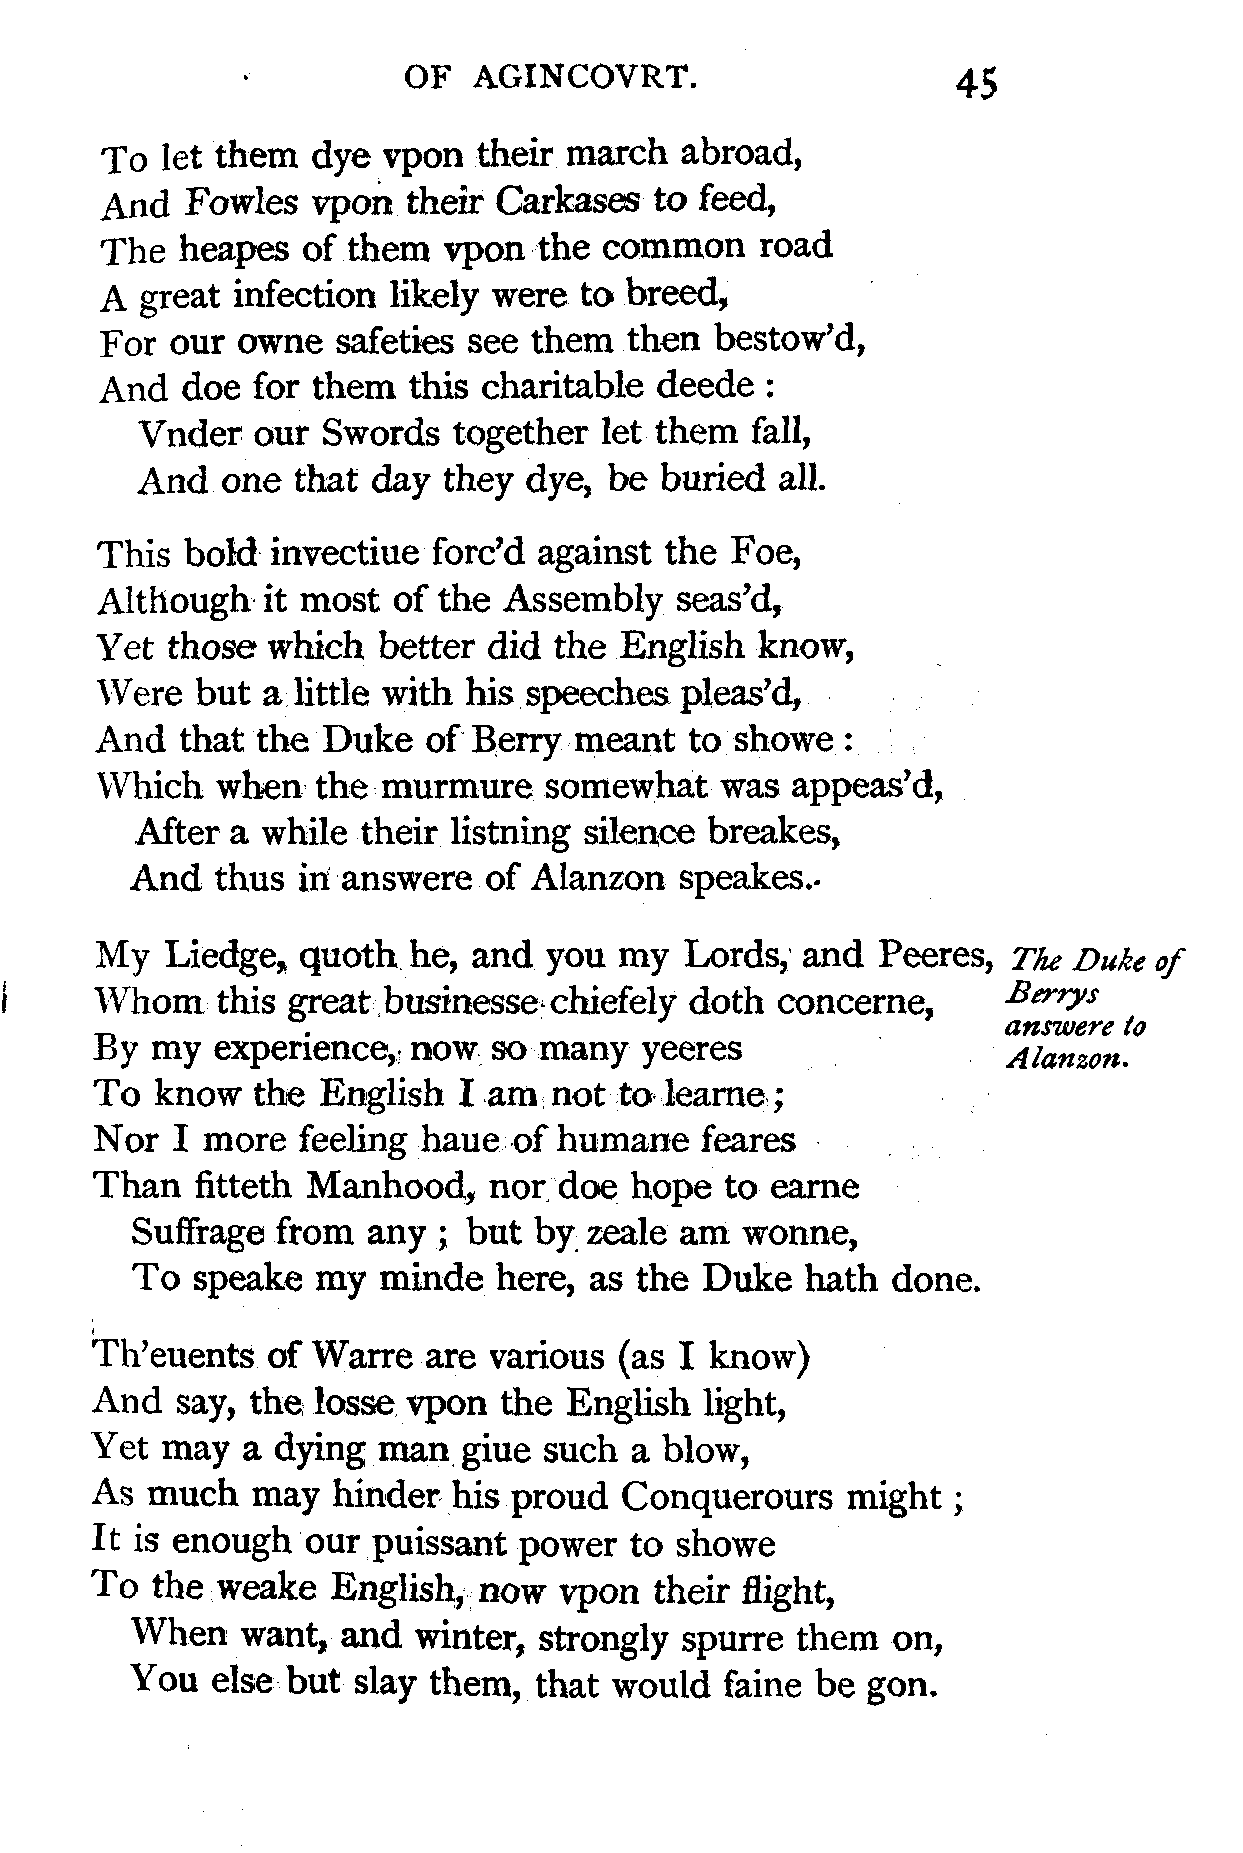 OF AGINCOVRT. 45
To let them dye vpon their march abroad,
And Fowles vpon their Carkases to feed,
The heapes of them vpon the common road
A great infection likely were to breed,
For our owne safeties see them then bestow'd,
And doe for them this charitable deede :
Vnder our Swords together let them fall,
And one that day they dye, be buried all.
This bold invectiue forc'd against the Foe,
Although it most of the Assembly seas'd,
Yet those which better did the English know,
Were but a little with his speeches pleas'd,
And that the Duke of Berry meant to showe :
Which when the murmure somewhat was appeas'd,
After a while their listning silence breakes,
And thus in answere of Alanzon speakes.
My Liedge, quoth he, and you my Lords, and Peeres,
Whom this great businesse chiefely doth concerne,
By my experience, now so many yeeres
To know the English I am not to learne ;
Nor I more feeling haue of humane feares
Than fitteth Manhood, nor doe hope to earne
Suffrage from any ; but by zeale am wonne,
To speake my minde here, as the Duke hath done.
The Duke of
Berrys
answere to
Alanzon.
Th'euents of Warre are various (as I know)
And say, the losse vpon the English light,
Yet may a dying man giue such a blow,
As much may hinder his proud Conquerours might ;
It is enough our puissant power to showe
To the weake English, now vpon their flight,
When want, and winter, strongly spurre them on,
You else but slay them, that would faine be gon.